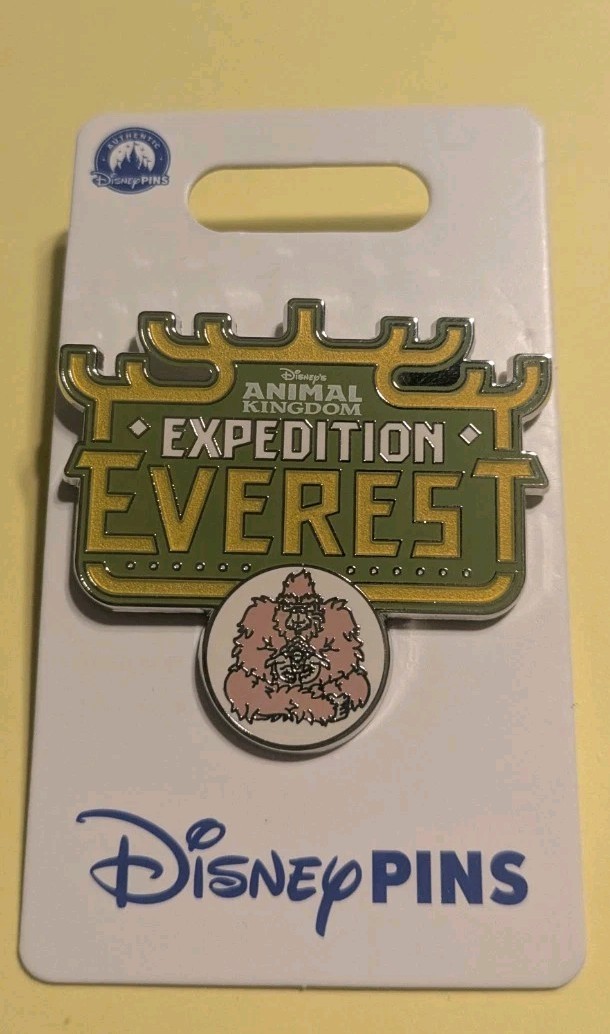 AUTHENTIC
Disney PINS
Disney's
ANIMAL
KINGDOM
EXPEDITION
EVEREST
Disney PINS